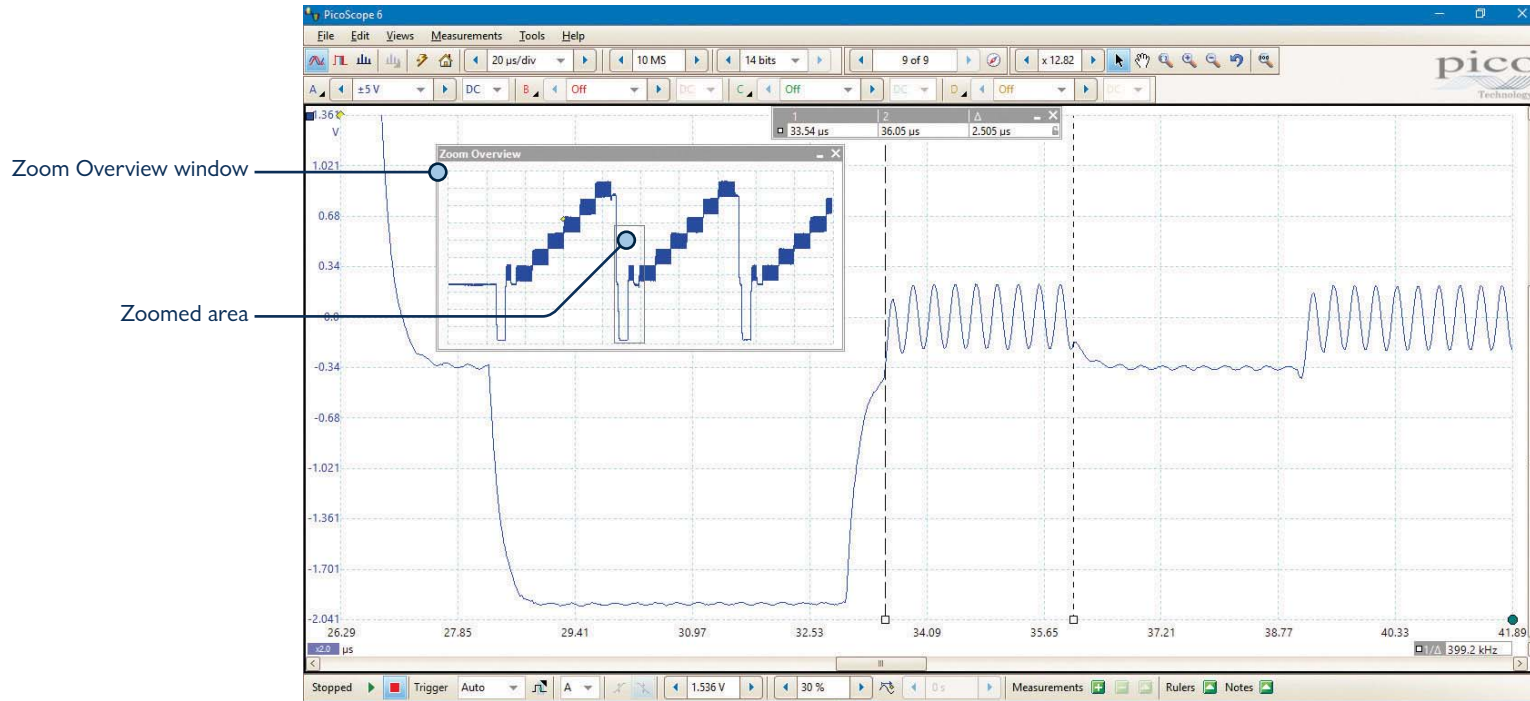 PicoScope 6
File Edit Views Measurements Tools Help
20 µs/div 10 MS 14 bits 9 of 9 x 12.82
pico
Technology
A ±5 V DC B Off DC C Off DC D Off DC
1.361
V
1 2 Δ
33.54 µs 36.05 µs 2.505 µs
Zoom Overview
Zoom Overview window
1.021
0.68
0.34
Zoomed area
0.0
-0.34
-0.68
-1.021
-1.361
-1.701
-2.041
26.29 27.85 29.41 30.97 32.53 34.09 35.65 37.21 38.77 40.33 41.89
x2.0 µs
1/Δ 399.2 kHz
Stopped Trigger Auto A 1.536 V 30 % 0 s Measurements Rulers Notes